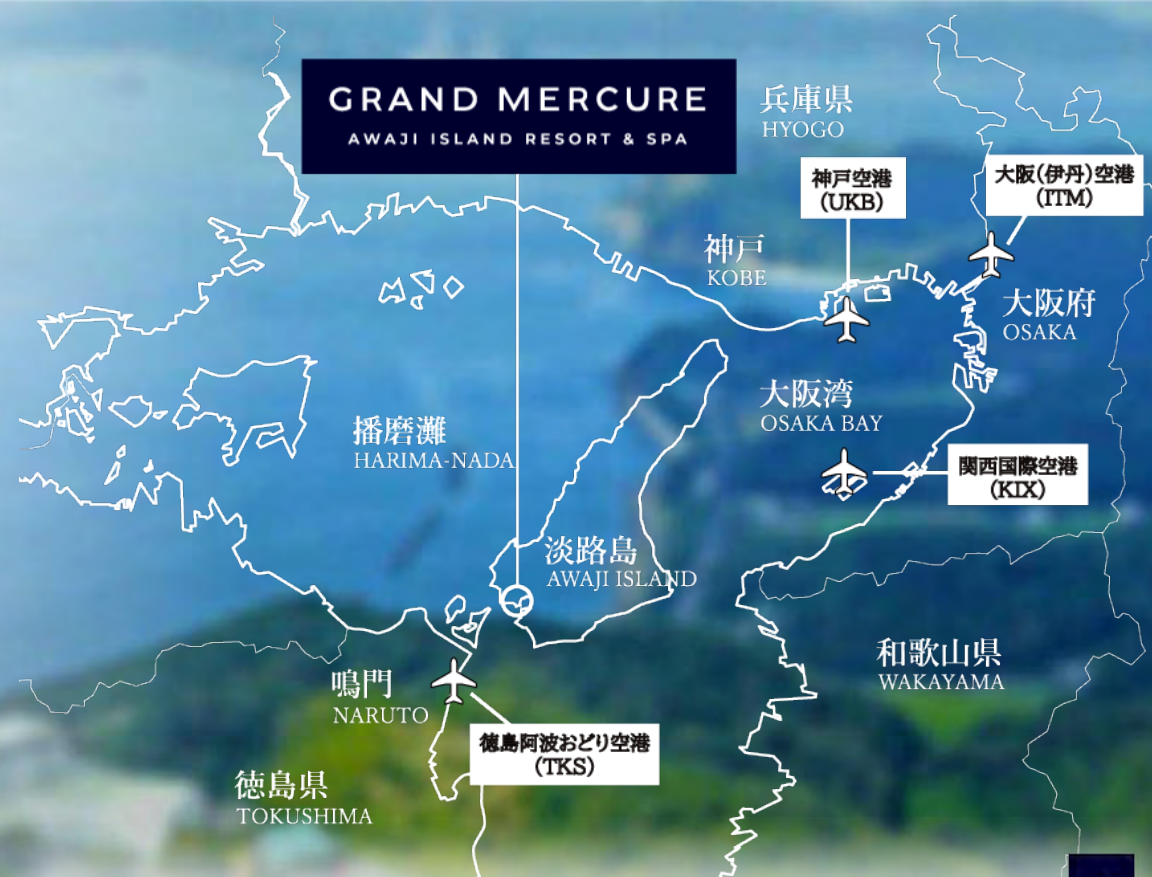 GRAND MERCURE
AWAJI ISLAND RESORT & SPA
兵庫県
HYOGO
神戸空港
(UKB)
大阪(伊丹)空港
(ITM)
神戸
KOBE
大阪府
OSAKA
大阪湾
OSAKA BAY
播磨灘
HARIMA-NADA
関西国際空港
(KIX)
淡路島
AWAJI ISLAND
和歌山県
WAKAYAMA
鳴門
NARUTO
徳島阿波おどり空港
(TKS)
徳島県
TOKUSHIMA